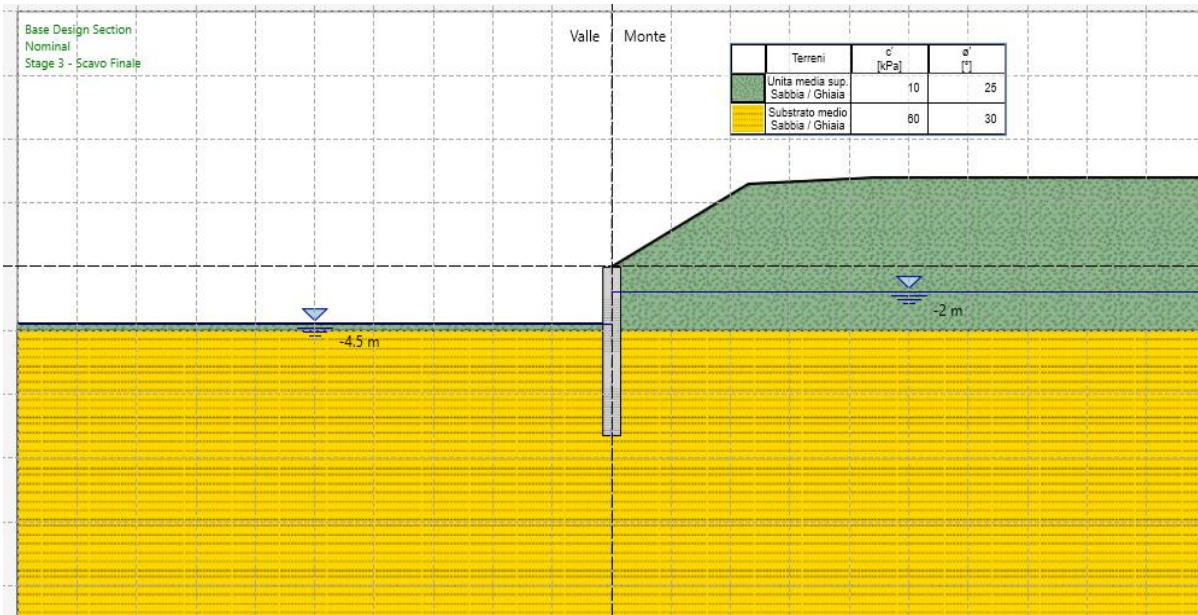 Base Design Section
Nominal
Stage 3 - Scavo Finale
Valle
Monte
Terreni c' ø'
[kPa] [°]
Unita media sup.
Sabbia / Ghiaia 10 25
Substrato medio
Sabbia / Ghiaia 60 30
-2 m
-4.5 m